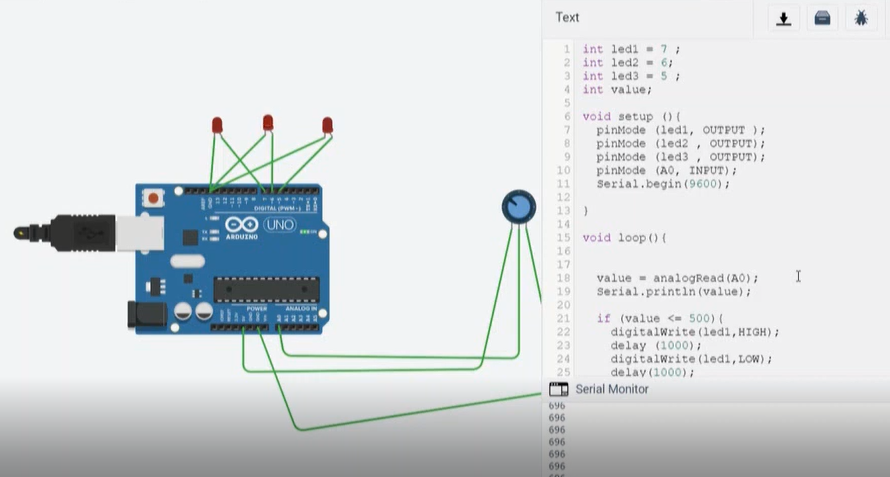 Text
1 int led1 = 7 ;
2 int led2 = 6;
3 int led3 = 5 ;
4 int value;
5
6 void setup (){
7 pinMode (led1, OUTPUT );
8 pinMode (led2 , OUTPUT);
9 pinMode (led3 , OUTPUT);
10 pinMode (A0, INPUT);
11 Serial.begin(9600);
12
13 }
14
15 void loop(){
16
17
18 value = analogRead(A0);
19 Serial.println(value);
20
21 if (value <= 500){
22 digitalWrite(led1,HIGH);
23 delay (1000);
24 digitalWrite(led1,LOW);
25 delay(1000);
Serial Monitor
696
696
696
696
696
696
DIGITAL (PWM~)
UNO
ARDUINO
POWER
ANALOG IN